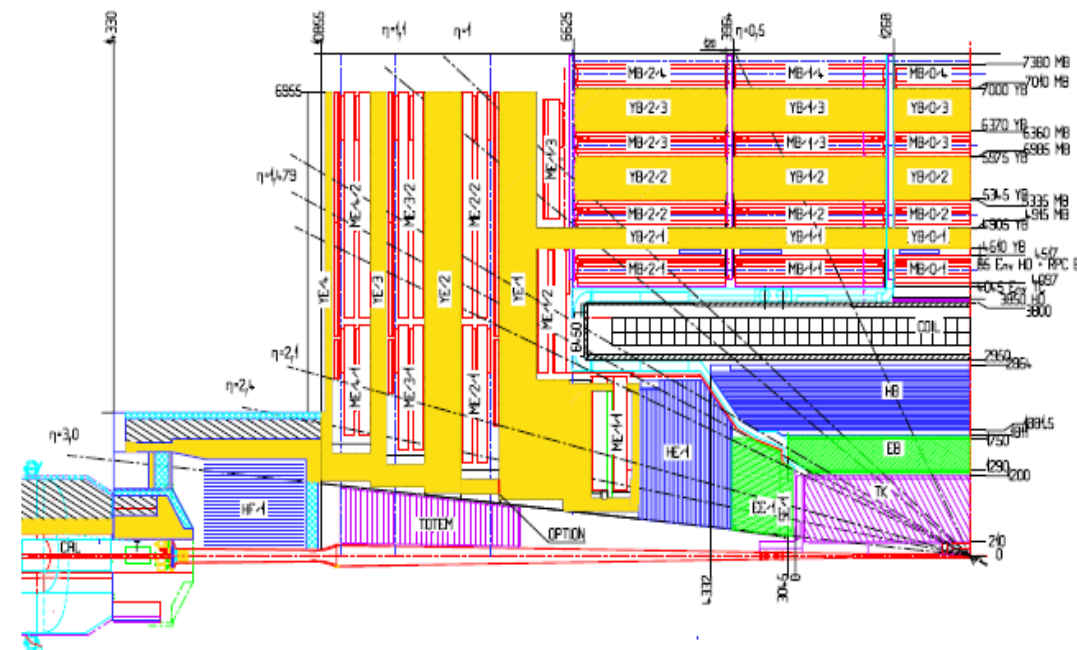 4.330
10855
η=1,1
η=1
6625
3954
η=0,5
1268
7380 MB
7010 MB
7000 YB
6955
MB/2/4
MB/1/4
MB/0/4
YB/2/3
YB/1/3
YB/0/3
6370 YB
6360 MB
MB/2/3
MB/1/3
MB/0/3
5985 MB
5975 YB
ME/1/3
η=1,479
ME/4/2
ME/3/2
ME/2/2
YB/2/2
YB/1/2
YB/0/2
5345 YB
5335 MB
MB/2/2
MB/1/2
MB/0/2
4915 MB
4905 YB
YB/2/1
YB/1/1
YB/0/1
4610 YB
MB/2/1
MB/1/1
MB/0/1
YE/4
YE/3
YE/2
YE/1
ME/1/2
3850 HO
3800
COIL
6450
2950
η=2,1
HB
η=2,4
ME/4/1
ME/3/1
ME/2/1
ME/1/1
HE/1
η=3,0
EB
1290
1200
EE/1
TK
HF/1
TOTEM
OPTION
210
0
4332
3045
0